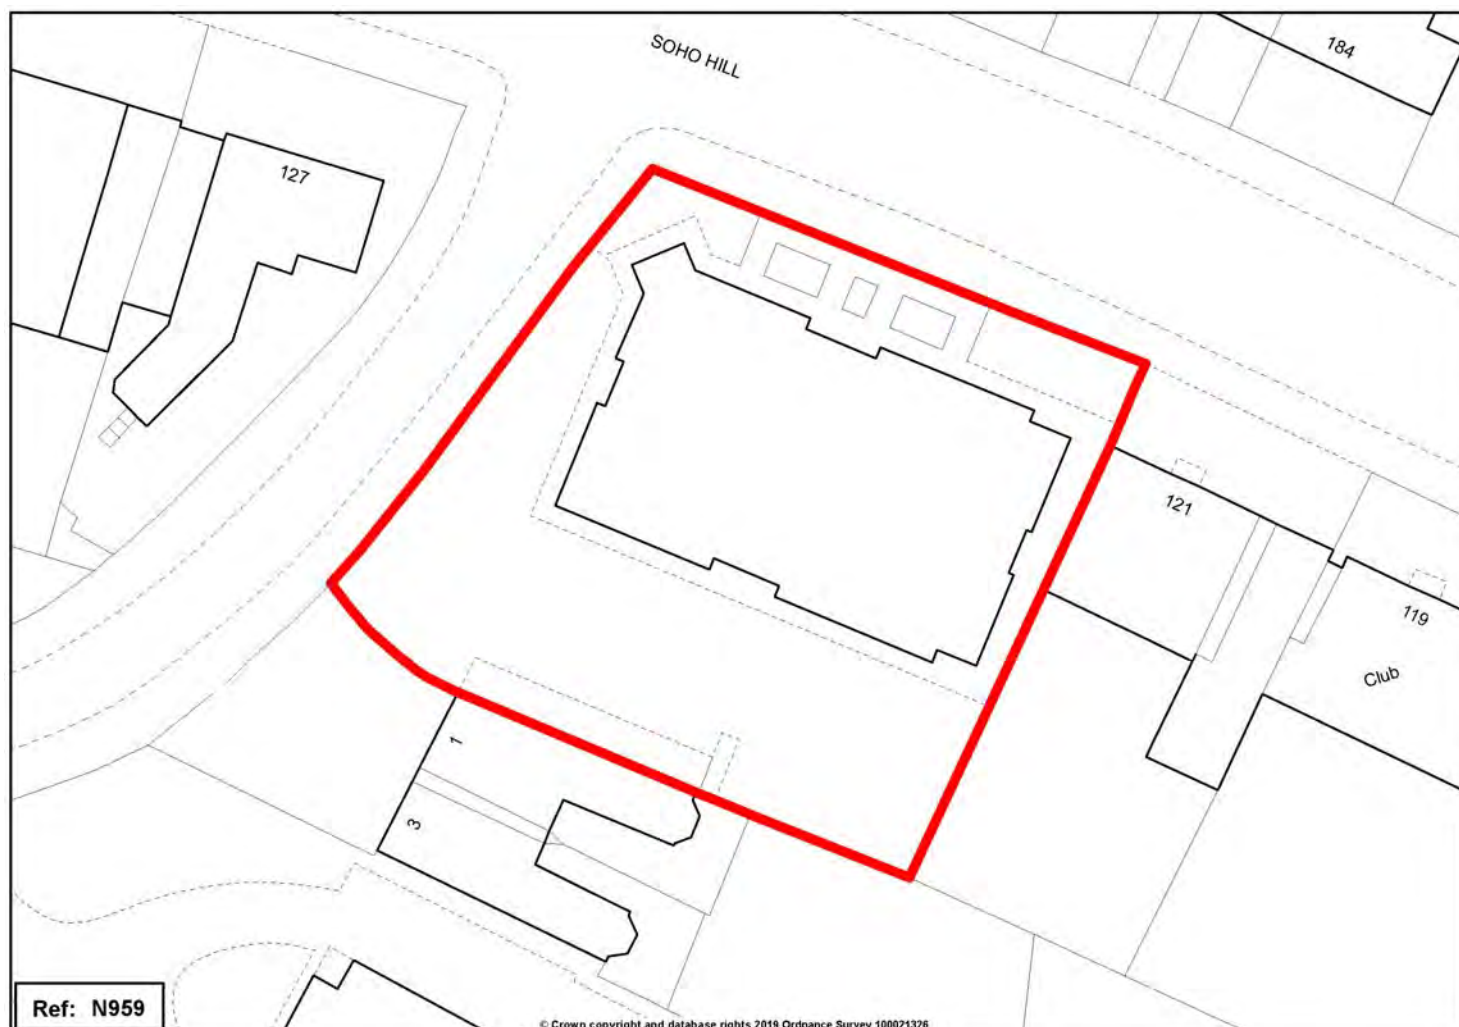 SOHO HILL
184
127
121
119
Club
1
3
Ref: N959
© Crown copyright and database rights 2019 Ordnance Survey 100021326